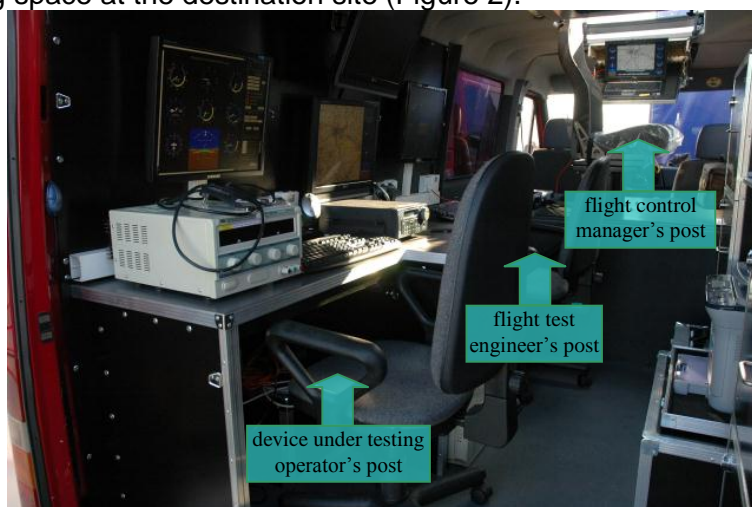 g space at the destination site (Figure 2).
flight control
manager's post
flight test
engineer's post
device under testing
operator's post